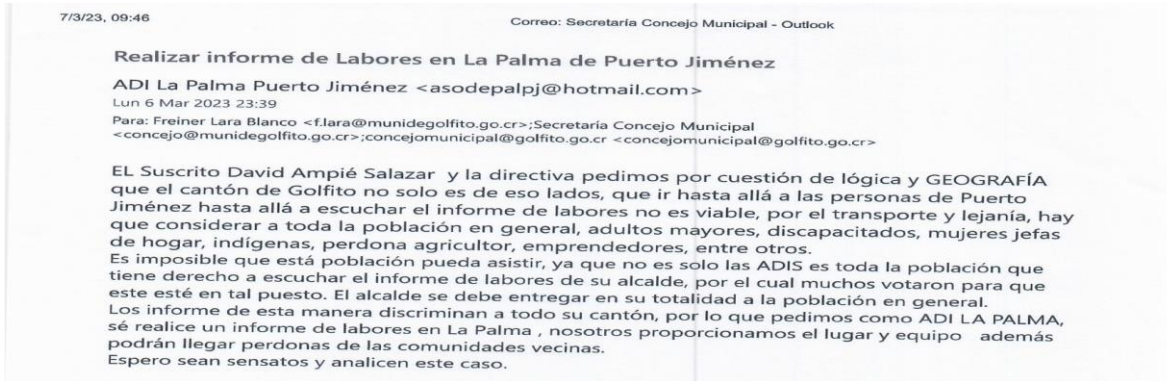 7/3/23, 09:46
Correo: Secretaría Concejo Municipal - Outlook
Realizar informe de Labores en La Palma de Puerto Jiménez
ADI La Palma Puerto Jiménez <asodepalpj@hotmail.com>
Lun 6 Mar 2023 23:39
Para: Freiner Lara Blanco <f.lara@munidegolfito.go.cr>;Secretaría Concejo Municipal
<concejo@munidegolfito.go.cr>;concejomunicipal@golfito.go.cr <concejomunicipal@golfito.go.cr>
EL Suscrito David Ampié Salazar y la directiva pedimos por cuestión de lógica y GEOGRAFÍA
que el cantón de Golfito no solo es de eso lados, que ir hasta allá a las personas de Puerto
Jiménez hasta allá a escuchar el informe de labores no es viable, por el transporte y lejanía, hay
que considerar a toda la población en general, adultos mayores, discapacitados, mujeres jefas
de hogar, indígenas, perdona agricultor, emprendedores, entre otros.
Es imposible que está población pueda asistir, ya que no es solo las ADIS es toda la población que
tiene derecho a escuchar el informe de labores de su alcalde, por el cual muchos votaron para que
este esté en tal puesto. El alcalde se debe entregar en su totalidad a la población en general.
Los informe de esta manera discriminan a todo su cantón, por lo que pedimos como ADI LA PALMA,
sé realice un informe de labores en La Palma , nosotros proporcionamos el lugar y equipo además
podrán llegar perdonas de las comunidades vecinas.
Espero sean sensatos y analicen este caso.